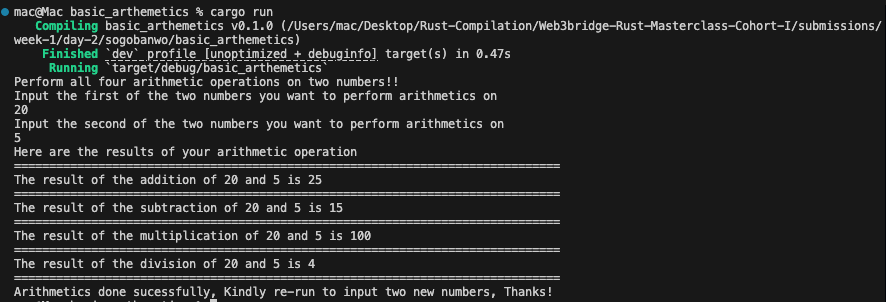 mac@Mac basic_arthemetics % cargo run
Compiling basic_arthemetics v0.1.0 (/Users/mac/Desktop/Rust-Compilation/Web3bridge-Rust-Masterclass-Cohort-I/submissions/
week-1/day-2/sogobanwo/basic_arthemetics)
Finished `dev` profile [unoptimized + debuginfo] target(s) in 0.47s
Running `target/debug/basic_arthemetics`
Perform all four arithmetic operations on two numbers!!
Input the first of the two numbers you want to perform arithmetics on
20
Input the second of the two numbers you want to perform arithmetics on
5
Here are the results of your arithmetic operation
The result of the addition of 20 and 5 is 25
The result of the subtraction of 20 and 5 is 15
The result of the multiplication of 20 and 5 is 100
The result of the division of 20 and 5 is 4
Arithmetics done sucessfully, Kindly re-run to input two new numbers, Thanks!